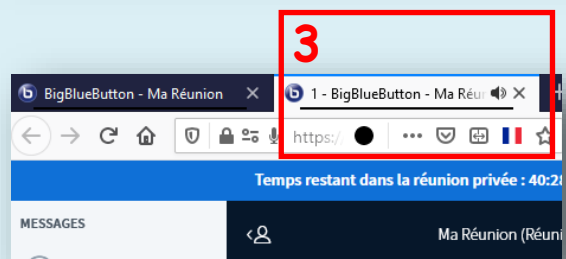 3
BigBlueButton - Ma Réunion
1 - BigBlueButton - Ma Réun
https:/
Temps restant dans la réunion privée : 40:28
MESSAGES
Ma Réunion (Réuni